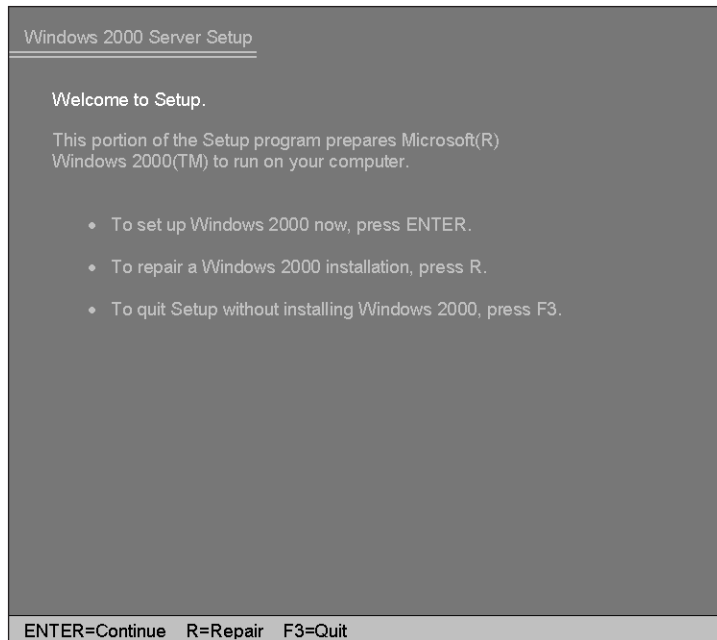 Windows 2000 Server Setup
Welcome to Setup.
This portion of the Setup program prepares Microsoft(R)
Windows 2000(TM) to run on your computer.
• To set up Windows 2000 now, press ENTER.
• To repair a Windows 2000 installation, press R.
• To quit Setup without installing Windows 2000, press F3.
ENTER=Continue R=Repair F3=Quit